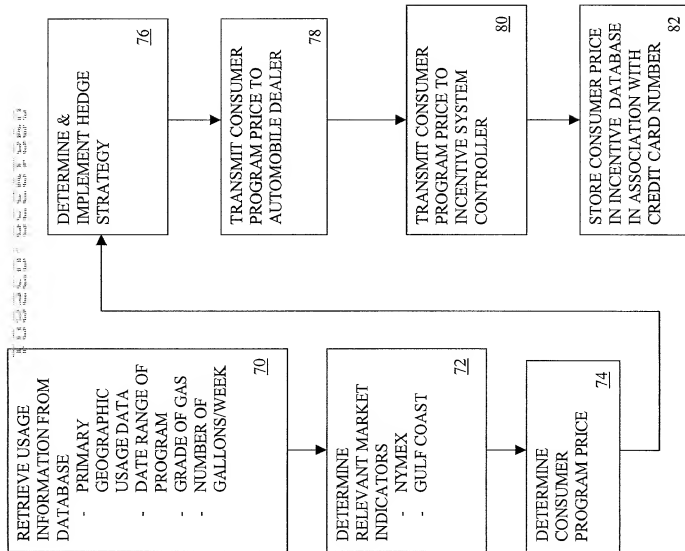 RETRIEVE USAGE
INFORMATION FROM
DATABASE
- PRIMARY
GEOGRAPHIC
USAGE DATA
- DATE RANGE OF
PROGRAM
- GRADE OF GAS
- NUMBER OF
GALLONS/WEEK
70
DETERMINE
RELEVANT MARKET
INDICATORS
- NYMEX
- GULF COAST
72
DETERMINE
CONSUMER
PROGRAM PRICE
74
DETERMINE &
IMPLEMENT HEDGE
STRATEGY
76
TRANSMIT CONSUMER
PROGRAM PRICE TO
AUTOMOBILE DEALER
78
TRANSMIT CONSUMER
PROGRAM PRICE TO
INCENTIVE SYSTEM
CONTROLLER
80
STORE CONSUMER PRICE
IN INCENTIVE DATABASE
IN ASSOCIATION WITH
CREDIT CARD NUMBER
82